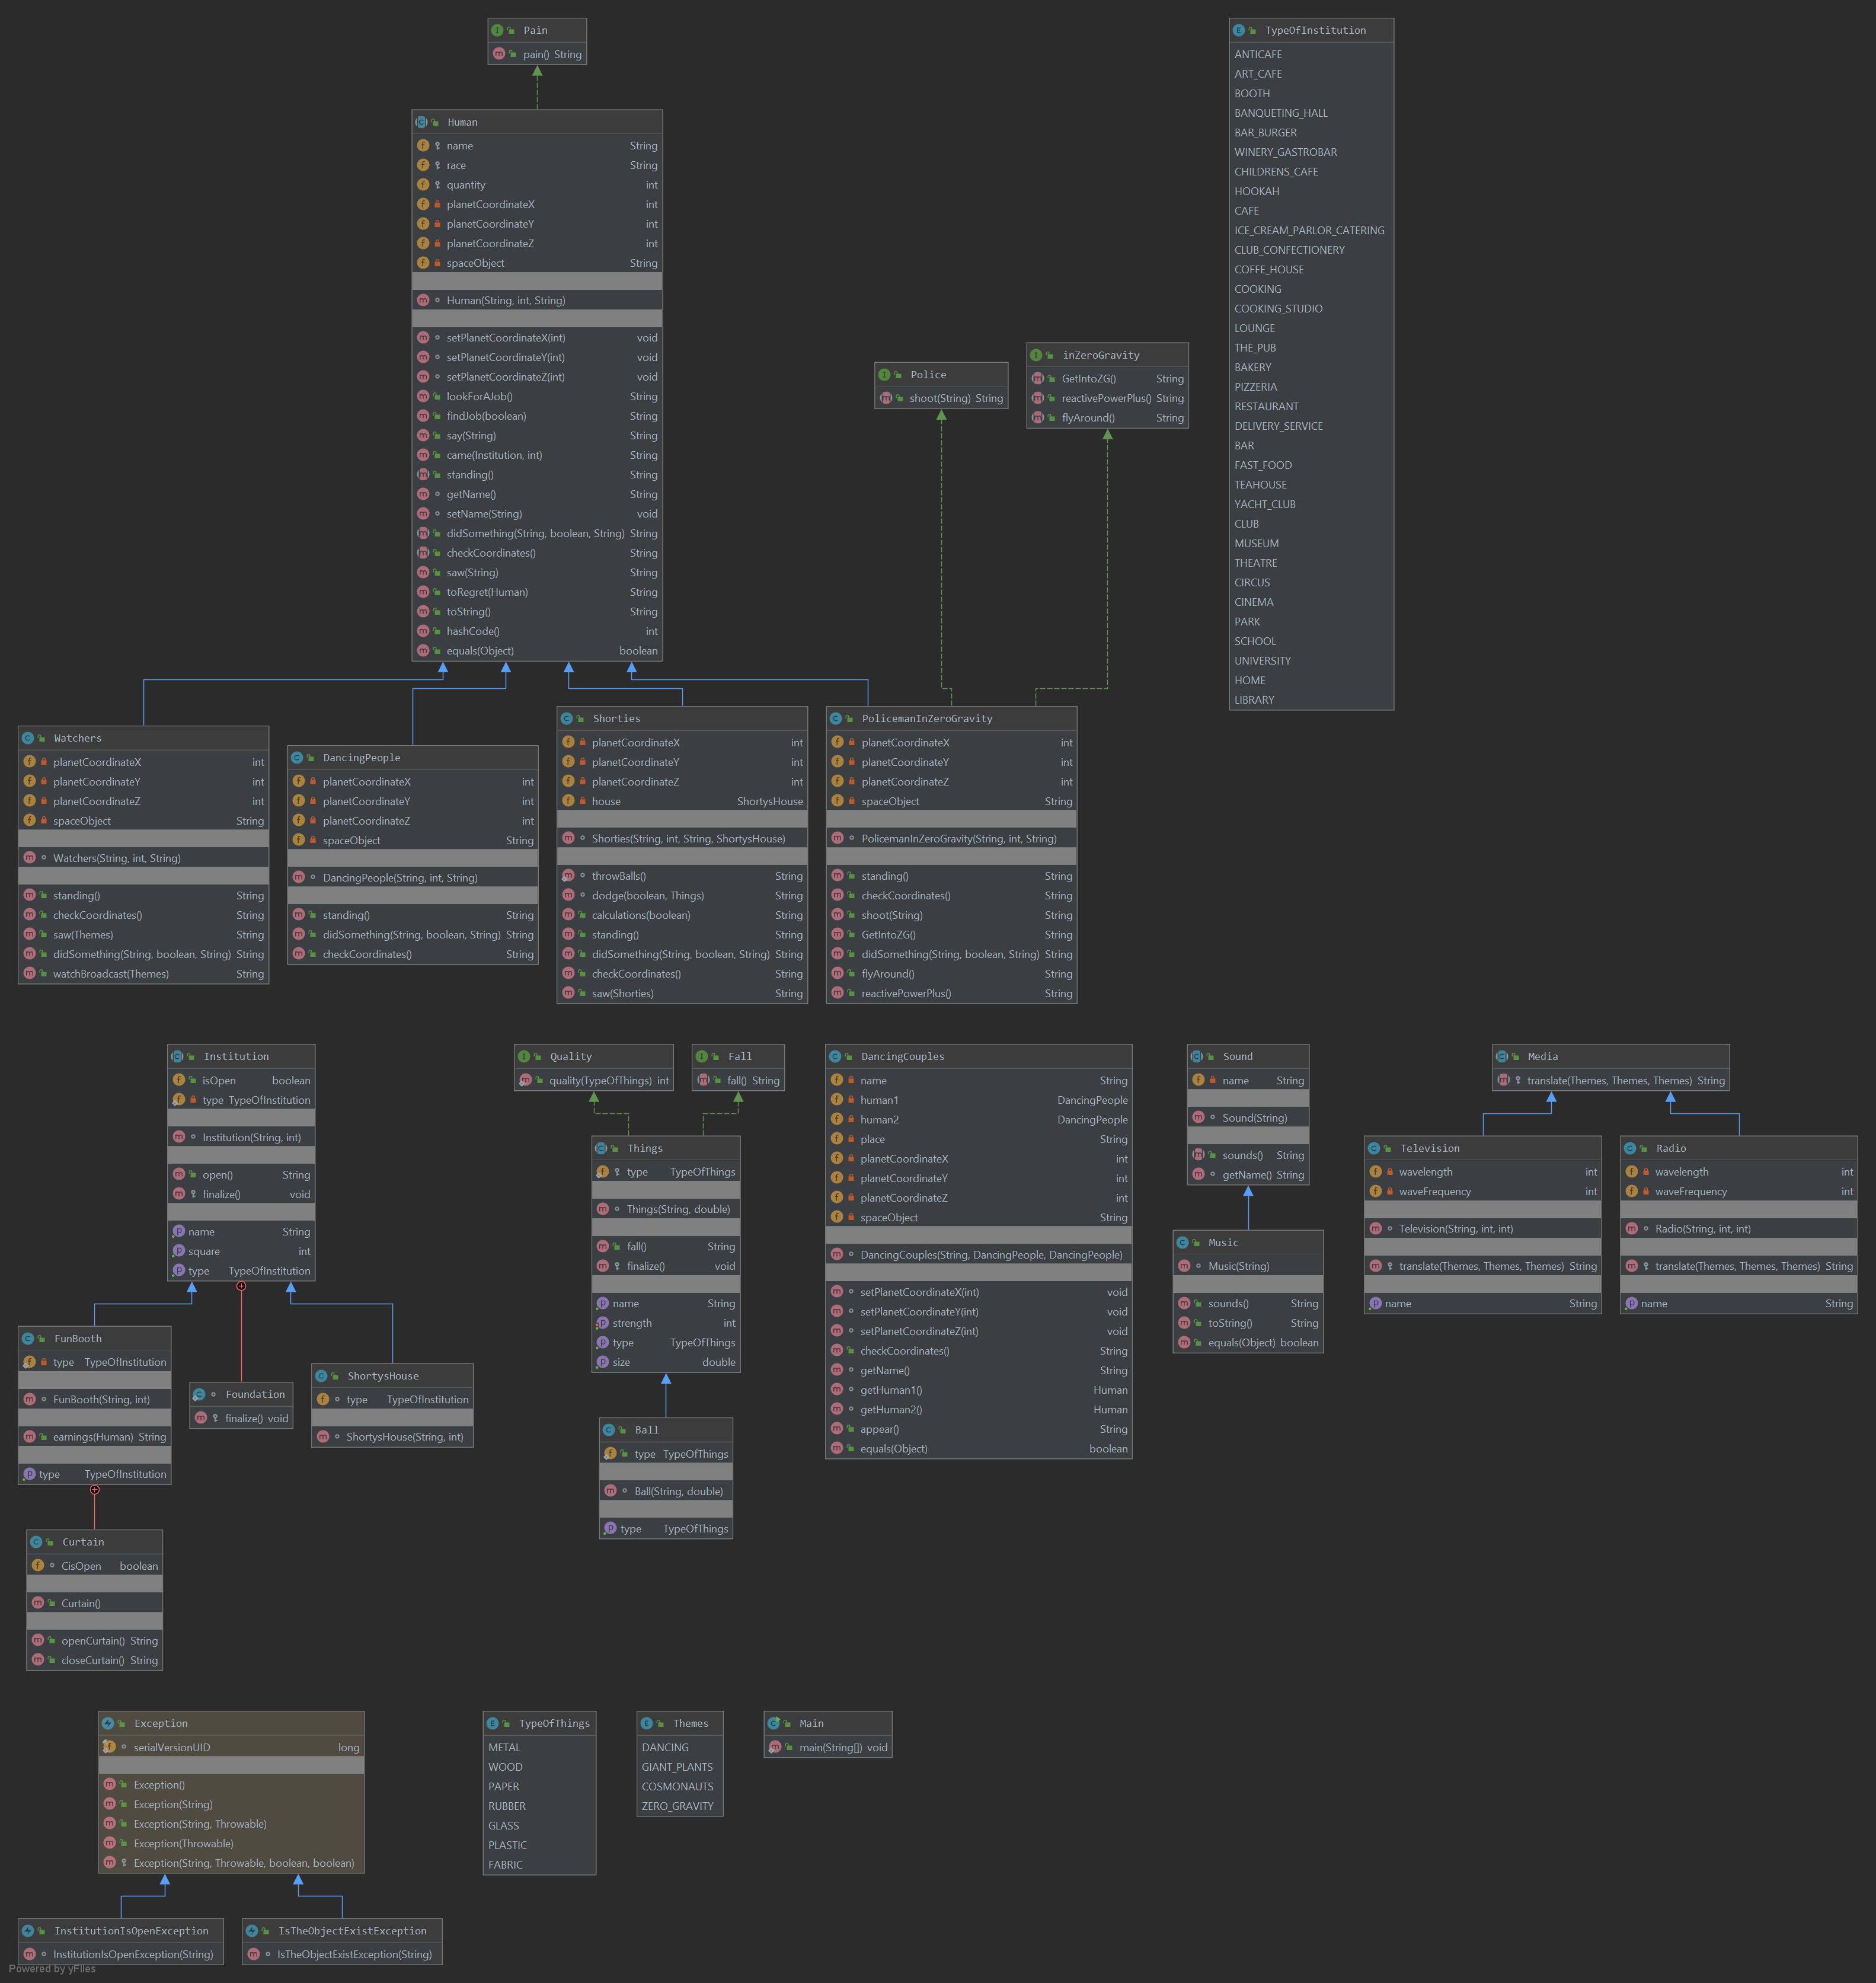 Pain
pain() String
TypeOfInstitution
ANTICAFE
ART_CAFE
BOOTH
BANQUETING_HALL
BAR_BURGER
WINERY_GASTROBAR
CHILDRENS_CAFE
HOOKAH
CAFE
ICE_CREAM_PARLOR_CATERING
CLUB_CONFECTIONERY
COFFE_HOUSE
COOKING
COOKING_STUDIO
LOUNGE
THE_PUB
BAKERY
PIZZERIA
RESTAURANT
DELIVERY_SERVICE
BAR
FAST_FOOD
TEAHOUSE
YACHT_CLUB
CLUB
MUSEUM
THEATRE
CIRCUS
CINEMA
PARK
SCHOOL
UNIVERSITY
HOME
LIBRARY
Human
name String
race String
quantity int
planetCoordinateX int
planetCoordinateY int
planetCoordinateZ int
spaceObject String
Human(String, int, String)
setPlanetCoordinateX(int) void
setPlanetCoordinateY(int) void
setPlanetCoordinateZ(int) void
lookForAJob() String
findJob(boolean) String
say(String) String
came(Institution, int) String
standing() String
getName() String
setName(String) void
didSomething(String, boolean, String) String
checkCoordinates() String
saw(String) String
toRegret(Human) String
toString() String
hashCode() int
equals(Object) boolean
Police
shoot(String) String
inZeroGravity
GetIntoZG() String
reactivePowerPlus() String
flyAround() String
Watchers
planetCoordinateX int
planetCoordinateY int
planetCoordinateZ int
spaceObject String
Watchers(String, int, String)
standing() String
checkCoordinates() String
saw(Themes) String
didSomething(String, boolean, String) String
watchBroadcast(Themes) String
DancingPeople
planetCoordinateX int
planetCoordinateY int
planetCoordinateZ int
spaceObject String
DancingPeople(String, int, String)
standing() String
didSomething(String, boolean, String) String
checkCoordinates() String
Shorties
planetCoordinateX int
planetCoordinateY int
planetCoordinateZ int
house ShortysHouse
Shorties(String, int, String, ShortysHouse)
throwBalls() String
dodge(boolean, Things) String
calculations(boolean) String
standing() String
didSomething(String, boolean, String) String
checkCoordinates() String
saw(Shorties) String
PolicemanInZeroGravity
planetCoordinateX int
planetCoordinateY int
planetCoordinateZ int
spaceObject String
PolicemanInZeroGravity(String, int, String)
standing() String
checkCoordinates() String
shoot(String) String
GetIntoZG() String
didSomething(String, boolean, String) String
flyAround() String
reactivePowerPlus() String
Institution
isOpen boolean
type TypeOfInstitution
Institution(String, int)
open() String
finalize() void
name String
square int
type TypeOfInstitution
Quality
quality(TypeOfThings) int
Fall
fall() String
Things
type TypeOfThings
Things(String, double)
fall() String
finalize() void
name String
strength int
type TypeOfThings
size double
DancingCouples
name String
human1 DancingPeople
human2 DancingPeople
place String
planetCoordinateX int
planetCoordinateY int
planetCoordinateZ int
spaceObject String
DancingCouples(String, DancingPeople, DancingPeople)
setPlanetCoordinateX(int) void
setPlanetCoordinateY(int) void
setPlanetCoordinateZ(int) void
checkCoordinates() String
getName() String
getHuman1() Human
getHuman2() Human
appear() String
equals(Object) boolean
Sound
name String
Sound(String)
sounds() String
getName() String
Music
Music(String)
sounds() String
toString() String
equals(Object) boolean
Media
translate(Themes, Themes, Themes) String
Television
wavelength int
waveFrequency int
Television(String, int, int)
translate(Themes, Themes, Themes) String
name String
Radio
wavelength int
waveFrequency int
Radio(String, int, int)
translate(Themes, Themes, Themes) String
name String
FunBooth
type TypeOfInstitution
FunBooth(String, int)
earnings(Human) String
type TypeOfInstitution
Foundation
finalize() void
ShortysHouse
type TypeOfInstitution
ShortysHouse(String, int)
Ball
type TypeOfThings
Ball(String, double)
type TypeOfThings
Curtain
CisOpen boolean
Curtain()
openCurtain() String
closeCurtain() String
Exception
serialVersionUID long
Exception()
Exception(String)
Exception(String, Throwable)
Exception(Throwable)
Exception(String, Throwable, boolean, boolean)
TypeOfThings
METAL
WOOD
PAPER
RUBBER
GLASS
PLASTIC
FABRIC
Themes
DANCING
GIANT_PLANTS
COSMONAUTS
ZERO_GRAVITY
Main
main(String[]) void
InstitutionIsOpenException
InstitutionIsOpenException(String)
IsTheObjectExistException
IsTheObjectExistException(String)
Powered by yFiles